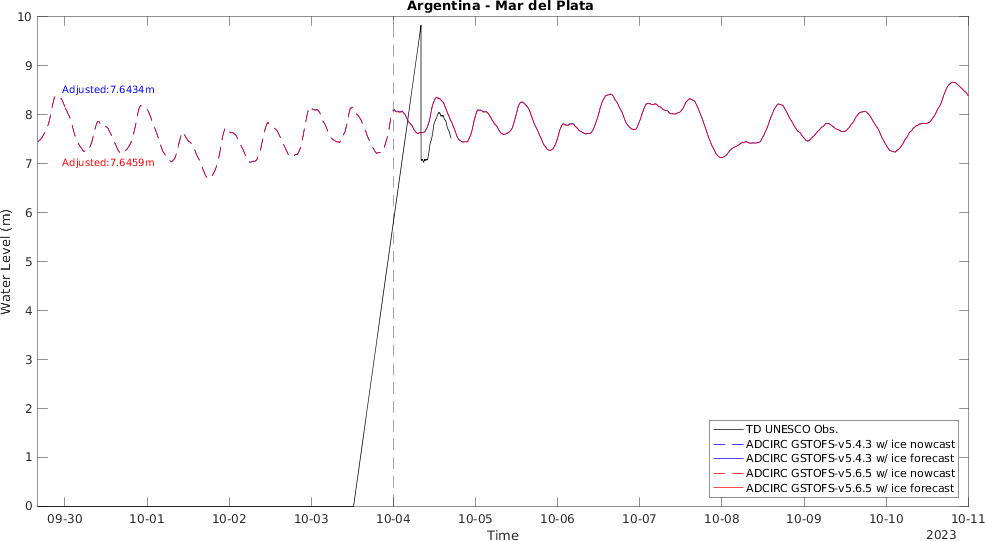 Argentina - Mar del Plata
10
9
8
7
6
5
4
3
2
1
0
Water Level (m)
Adjusted:7.6434m
Adjusted:7.6459m
TD UNESCO Obs.
ADCIRC GSTOFS-v5.4.3 w/ ice nowcast
ADCIRC GSTOFS-v5.4.3 w/ ice forecast
ADCIRC GSTOFS-v5.6.5 w/ ice nowcast
ADCIRC GSTOFS-v5.6.5 w/ ice forecast
09-30 10-01 10-02 10-03 10-04 10-05 10-06 10-07 10-08 10-09 10-10 10-11
Time
2023